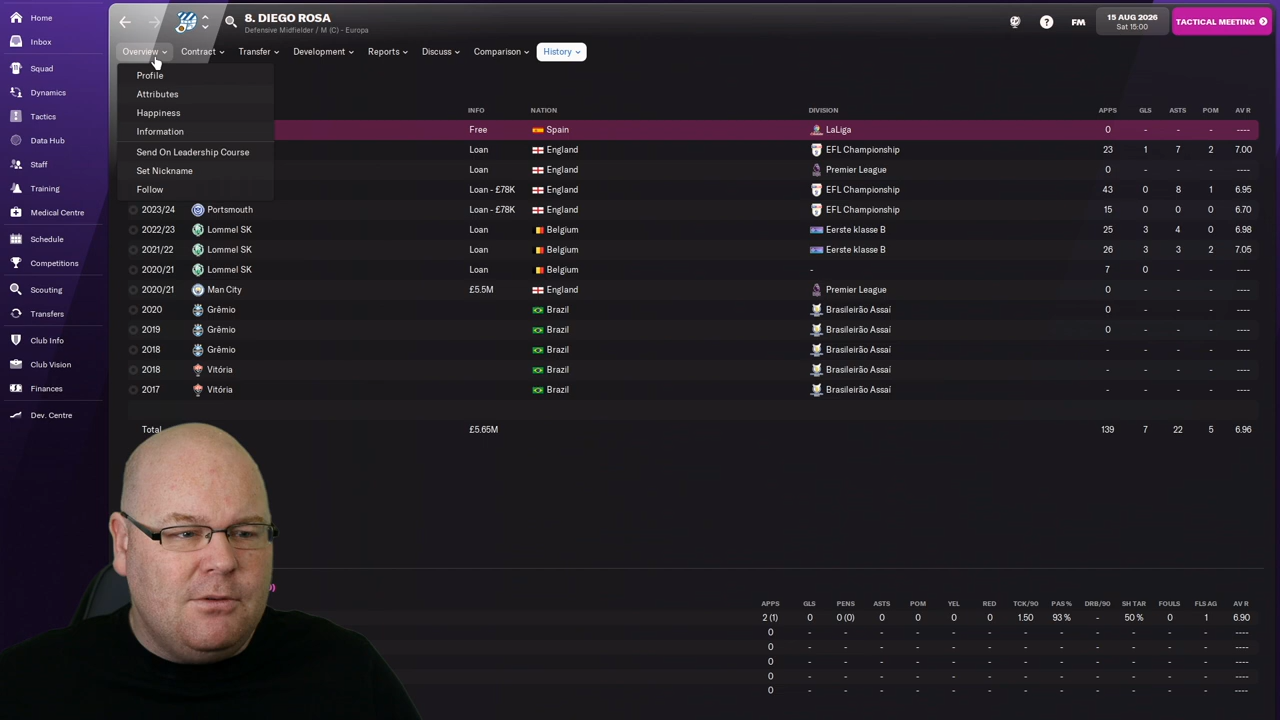 Home
8. DIEGO ROSA
Defensive Midfielder / M (C) - Europa
FM
15 AUG 2026
Sat 15:00
TACTICAL MEETING
Inbox
Overview Contract Transfer Development Reports Discuss Comparison History
Squad
Dynamics
Tactics
Data Hub
Staff
Training
Medical Centre
Schedule
Competitions
Scouting
Transfers
Club Info
Club Vision
Finances
Dev. Centre
Profile
Attributes
Happiness
Information
Send On Leadership Course
Set Nickname
Follow
INFO NATION DIVISION APPS GLS ASTS POM AV R
Free Spain LaLiga 0 - - - ----
Loan England EFL Championship 23 1 7 2 7.00
Loan England Premier League 0 - - - ----
Loan - £78K England EFL Championship 43 0 8 1 6.95
2023/24 Portsmouth Loan - £78K England EFL Championship 15 0 0 0 6.70
2022/23 Lommel SK Loan Belgium Eerste klasse B 25 3 4 0 6.98
2021/22 Lommel SK Loan Belgium Eerste klasse B 26 3 3 2 7.05
2020/21 Lommel SK Loan Belgium - 7 0 - - ----
2020/21 Man City £5.5M England Premier League 0 - - - ----
2020 Grêmio Brazil Brasileirão Assaí 0 - - - ----
2019 Grêmio Brazil Brasileirão Assaí 0 - - - ----
2018 Grêmio Brazil Brasileirão Assaí - - - - ----
2018 Vitória Brazil Brasileirão Assaí - - - - ----
2017 Vitória Brazil Brasileirão Assaí - - - - ----
Total £5.65M 139 7 22 5 6.96
APPS GLS PENS ASTS POM YEL RED TCK/90 PAS % DRB/90 SH TAR FOULS FLS AG AV R
2 (1) 0 0 (0) 0 0 0 0 1.50 93 % - 50 % 0 1 6.90
0 - - - - - - - - - - - - ----
0 - - - - - - - - - - - - ----
0 - - - - - - - - - - - - ----
0 - - - - - - - - - - - - ----
0 - - - - - - - - - - - - ----